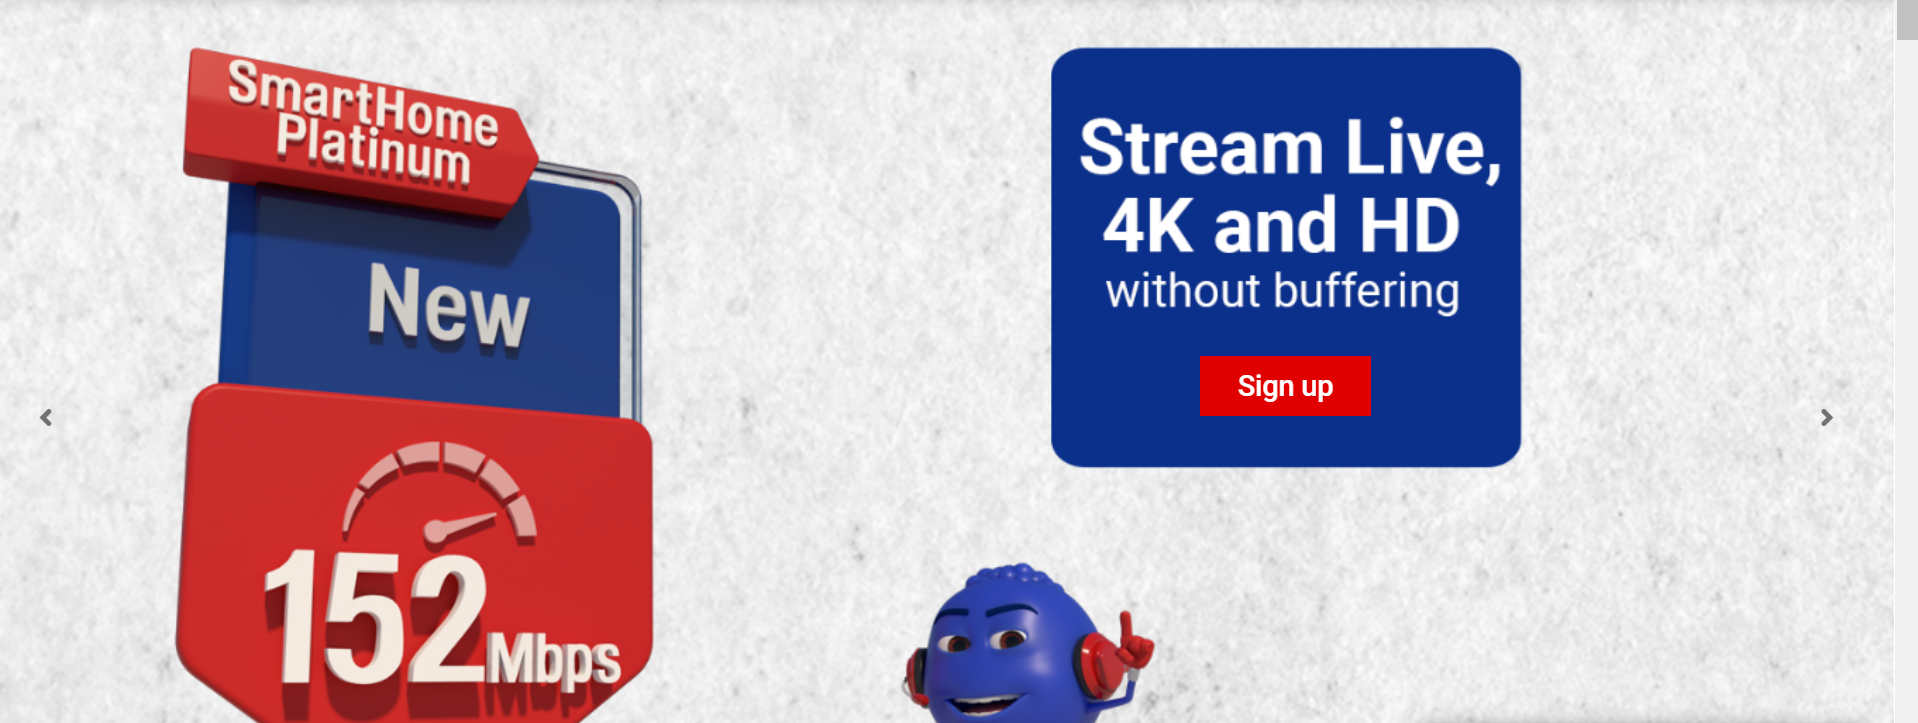 SmartHome
Platinum
New
152Mbps
Stream Live,
4K and HD
without buffering
Sign up